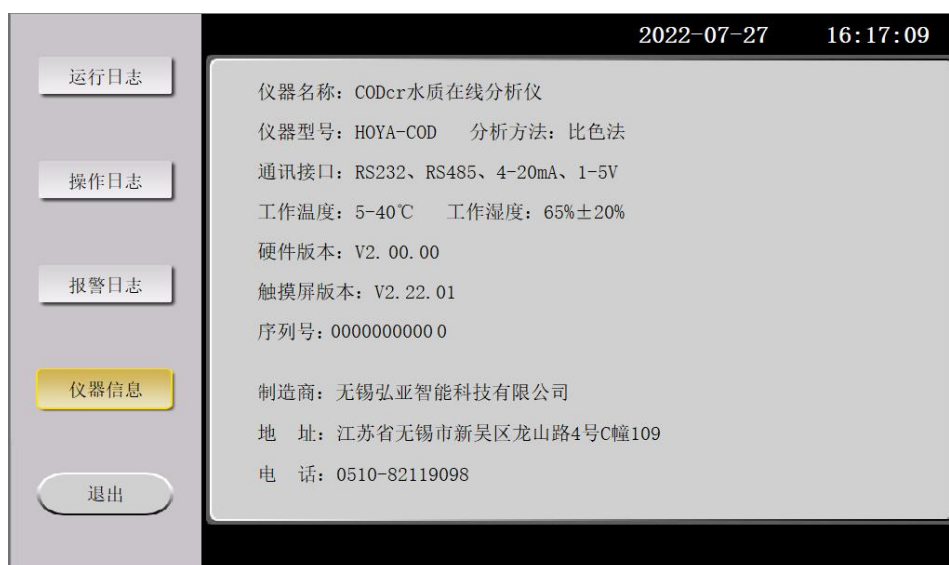 2022-07-27 16:17:09
运行日志
操作日志
报警日志
仪器信息
退出
仪器名称：CODcr水质在线分析仪
仪器型号：HOYA-COD 分析方法：比色法
通讯接口：RS232、RS485、4-20mA、1-5V
工作温度：5-40℃ 工作湿度：65%±20%
硬件版本：V2.00.00
触摸屏版本：V2.22.01
序列号：00000000000
制造商：无锡弘亚智能科技有限公司
地 址：江苏省无锡市新吴区龙山路4号C幢109
电 话：0510-82119098